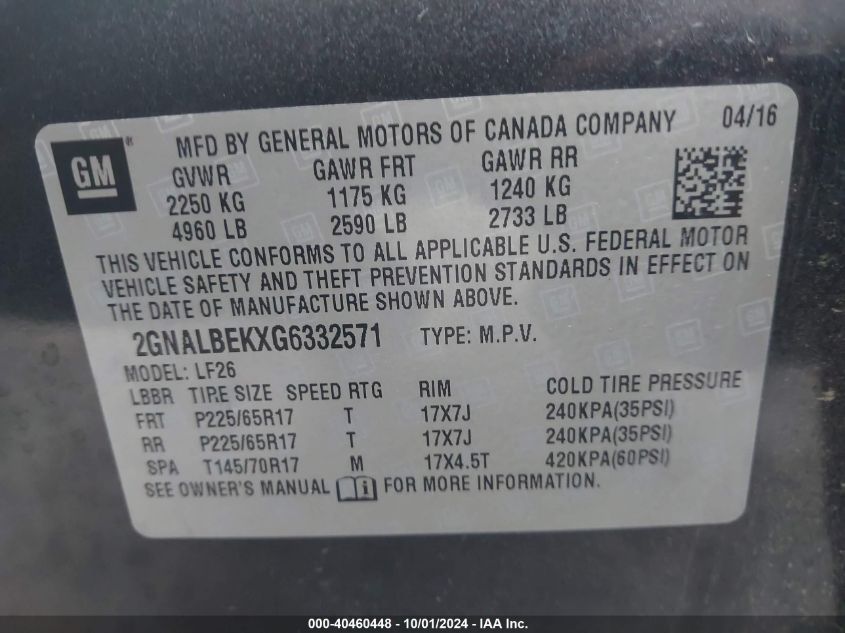 GM
MFD BY GENERAL MOTORS OF CANADA COMPANY 04/16
GVWR GAWR FRT GAWR RR
2250 KG 1175 KG 1240 KG
4960 LB 2590 LB 2733 LB
THIS VEHICLE CONFORMS TO ALL APPLICABLE U.S. FEDERAL MOTOR
VEHICLE SAFETY AND THEFT PREVENTION STANDARDS IN EFFECT ON
THE DATE OF MANUFACTURE SHOWN ABOVE.
2GNALBEKXG6332571 TYPE: M.P.V.
MODEL: LF26
LBBR TIRE SIZE SPEED RTG RIM COLD TIRE PRESSURE
FRT P225/65R17 T 17X7J 240KPA(35PSI)
RR P225/65R17 T 17X7J 240KPA(35PSI)
SPA T145/70R17 M 17X4.5T 420KPA(60PSI)
SEE OWNER'S MANUAL i FOR MORE INFORMATION.
000-40460448 - 10/01/2024 - IAA Inc.